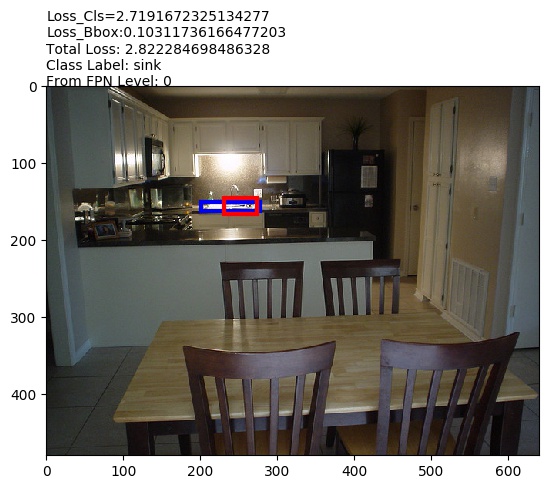 Loss_Cls=2.7191672325134277
Loss_Bbox:0.10311736166477203
Total Loss: 2.822284698486328
Class Label: sink
From FPN Level: 0
0
100
200
300
400
0 100 200 300 400 500 600